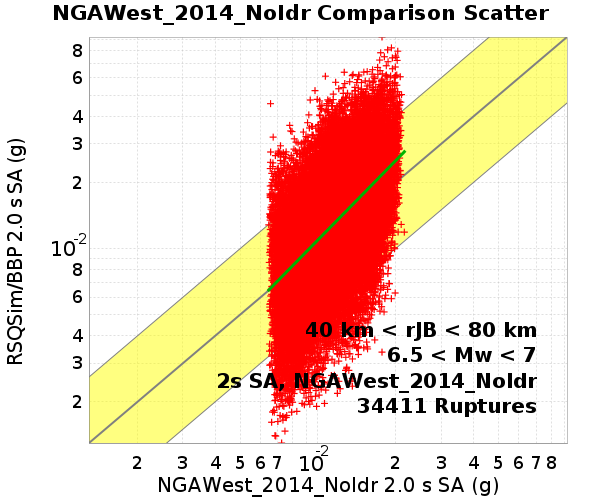 NGAWest_2014_NoIdr Comparison Scatter
RSQSim/BBP 2.0 s SA (g)
8
6
4
3
2
10-2
8
6
4
3
2
40 km < rJB < 80 km
6.5 < Mw < 7
2s SA, NGAWest_2014_NoIdr
34411 Ruptures
2 3 4 5 6 7 10-2 2 3 4 5 6 7 8
NGAWest_2014_NoIdr 2.0 s SA (g)